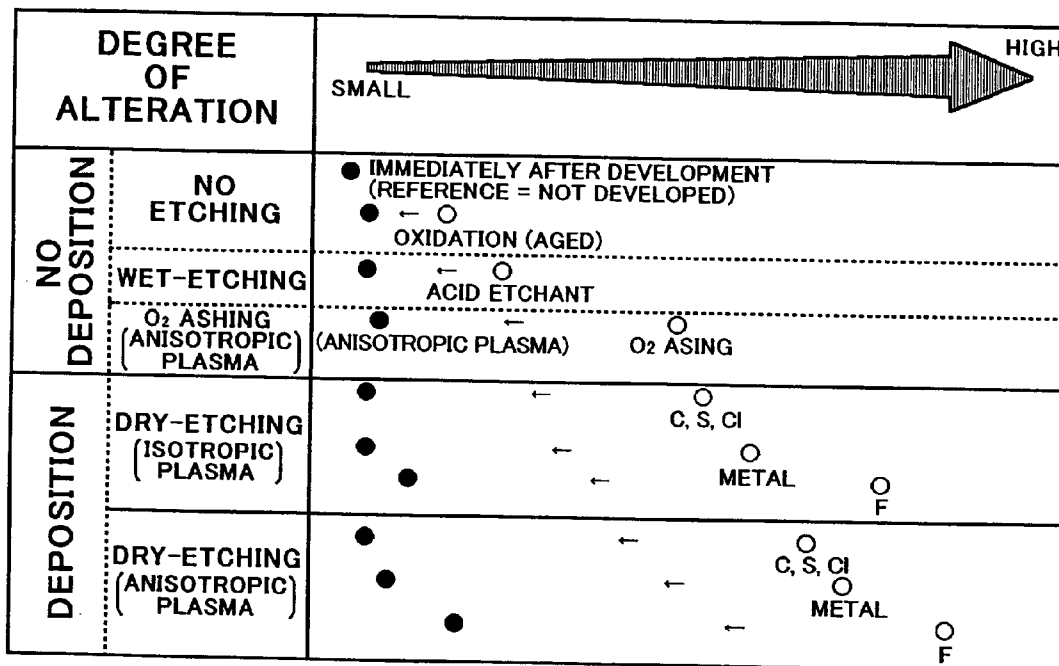 DEGREE
OF
ALTERATION
SMALL
HIGH
NO
DEPOSITION
NO
ETCHING
IMMEDIATELY AFTER DEVELOPMENT
(REFERENCE = NOT DEVELOPED)
←
OXIDATION (AGED)
WET-ETCHING
←
ACID ETCHANT
O2 ASHING
(ANISOTROPIC
PLASMA)
←
(ANISOTROPIC PLASMA)
O2 ASING
DEPOSITION
DRY-ETCHING
(ISOTROPIC
PLASMA)
←
C, S, Cl
←
METAL
←
F
DRY-ETCHING
(ANISOTROPIC
PLASMA)
←
C, S, Cl
←
METAL
←
F